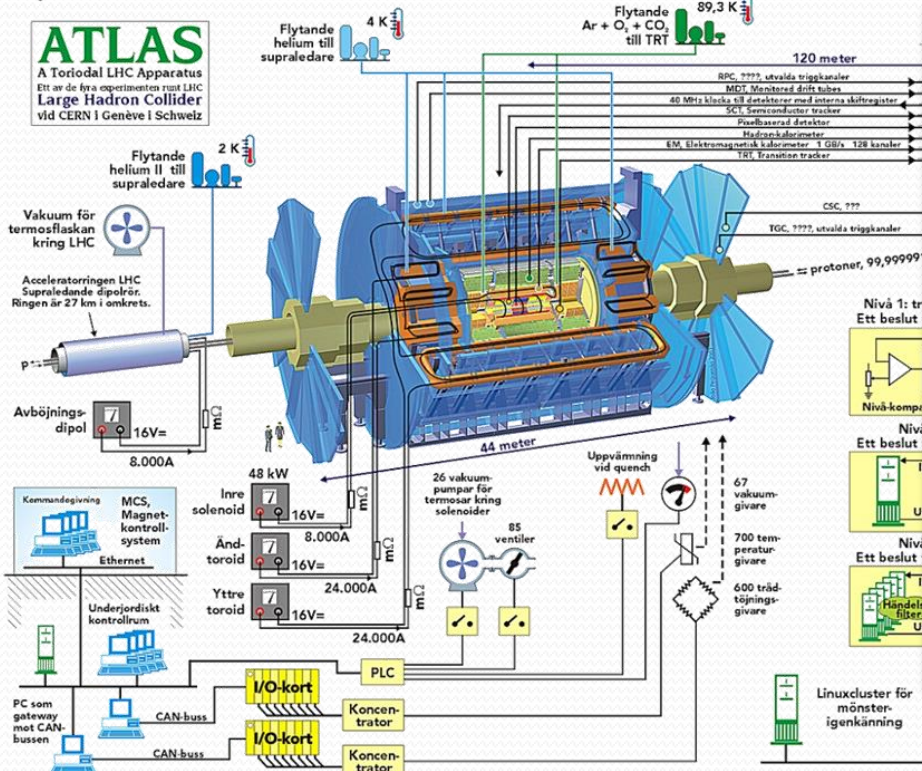 ATLAS
A Toriodal LHC Apparatus
Ett av de fyra experimenten runt LHC
Large Hadron Collider
vid CERN i Genève i Schweiz
Flytande
helium till
supraledare
4 K
Flytande
Ar + O2 + CO2
till TRT
89,3 K
120 meter
RPC, ????, utvalda triggkanaler
MDT, Monitored drift tubes
40 MHz klocka till detektorer med interna skiftregister
SCT, Semiconductor tracker
Pixelbaserad detektor
Hadron-kalorimeter
EM, Elektromagnetisk kalorimeter 1 GB/s 128 kanaler
TRT, Transition tracker
Flytande
helium II till
supraledare
2 K
Vakuum för
termosflaskan
kring LHC
CSC, ???
TGC, ????, utvalda triggkanaler
Acceleratorringen LHC
Supraledande dipolrör.
Ringen är 27 km i omkrets.
protoner, 99,999991
P
Nivå 1: tr
Ett beslut
Nivå-kompa
Avböjnings-
dipol
16V=
8.000A
mΩ
44 meter
Nivå
Ett beslut
U
Nivå
Ett beslut
Händels
filter
U
Kommandogivning
MCS,
Magnet-
kontroll-
system
Ethernet
48 kW
Inre
solenoid
16V=
8.000A
mΩ
Änd-
toroid
16V=
24.000A
mΩ
Yttre
toroid
16V=
24.000A
mΩ
26 vakuum-
pumpar för
termosar kring
solenoider
85
ventiler
Uppvärmning
vid quench
67
vakuum-
givare
700 tem-
peratur-
givare
600 tråd-
töjnings-
givare
Underjordiskt
kontrollrum
PC som
gateway
mot CAN-
bussen
CAN-buss
CAN-buss
I/O-kort
I/O-kort
PLC
Koncen-
trator
Koncen-
trator
Linuxcluster för
mönster-
igenkänning